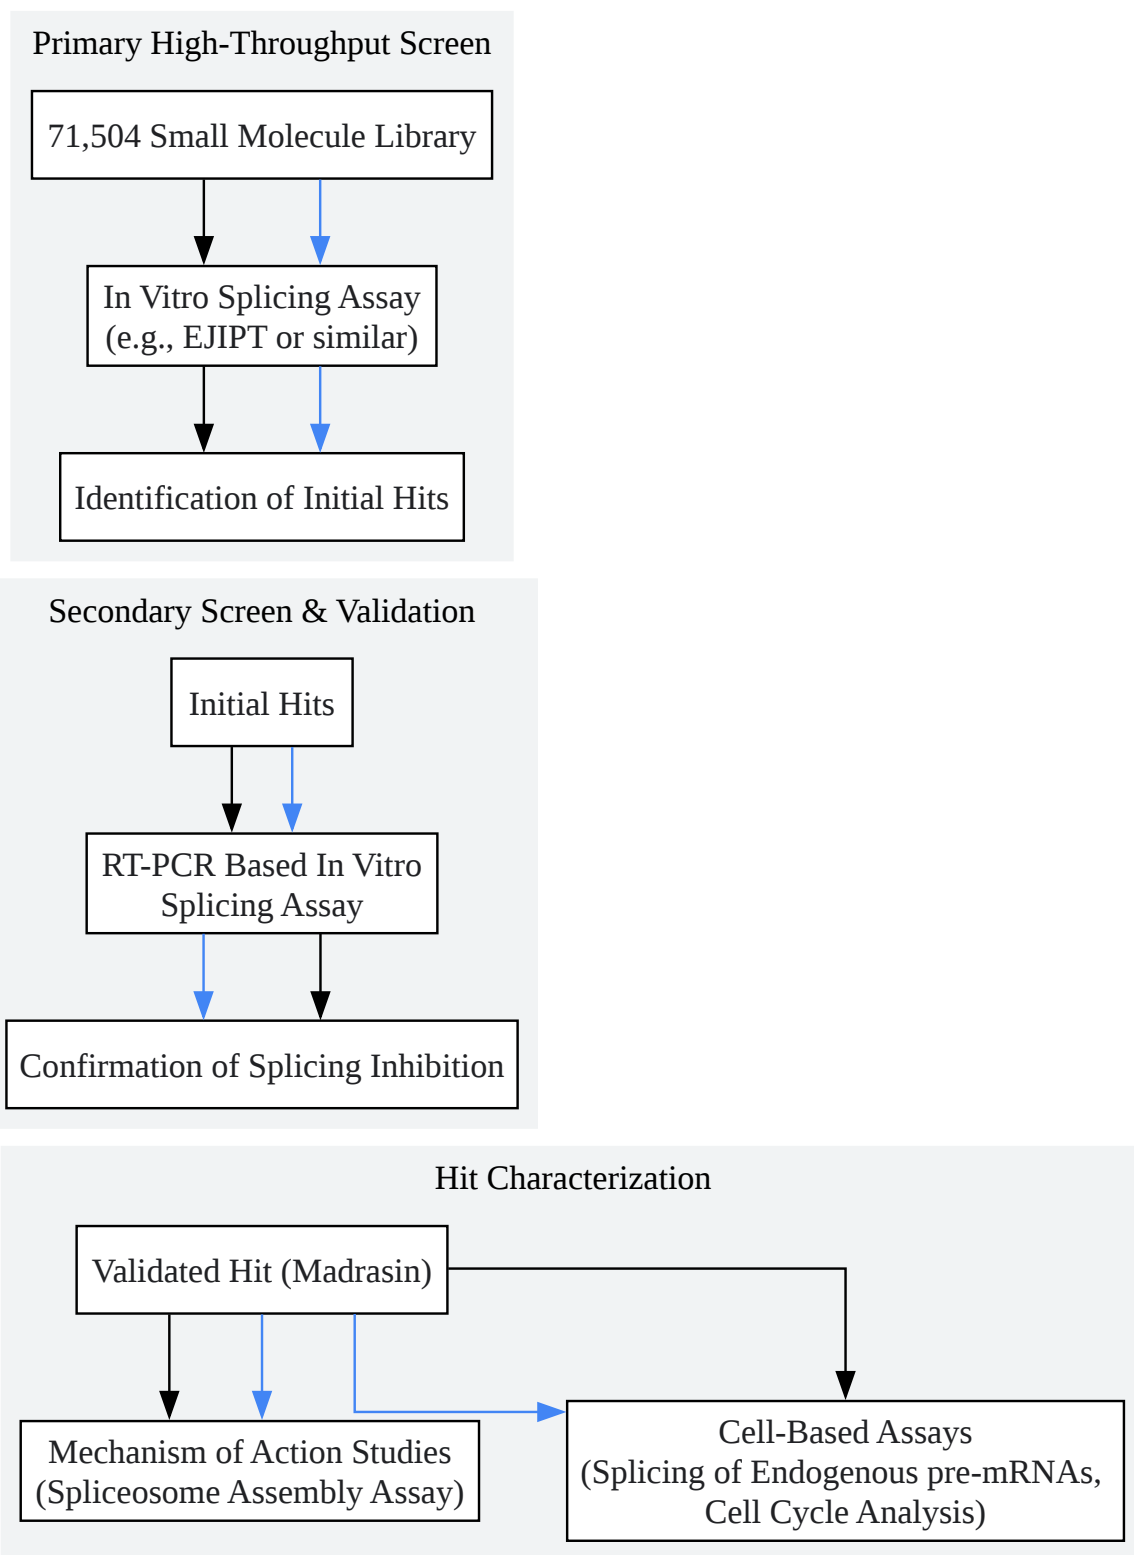 Primary High-Throughput Screen
71,504 Small Molecule Library
In Vitro Splicing Assay
(e.g., EJIPT or similar)
Identification of Initial Hits
Secondary Screen & Validation
Initial Hits
RT-PCR Based In Vitro
Splicing Assay
Confirmation of Splicing Inhibition
Hit Characterization
Validated Hit (Madrasin)
Mechanism of Action Studies
(Spliceosome Assembly Assay)
Cell-Based Assays
(Splicing of Endogenous pre-mRNAs,
Cell Cycle Analysis)